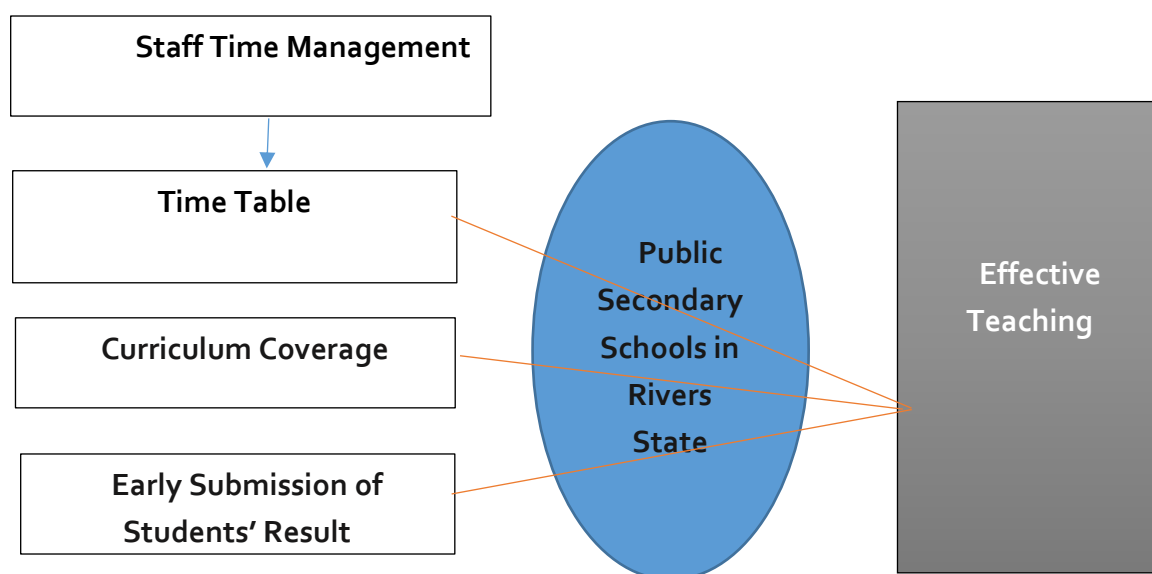 Staff Time Management
Time Table
Curriculum Coverage
Early Submission of
Students’ Result
Public
Secondary
Schools in
Rivers
State
Effective
Teaching